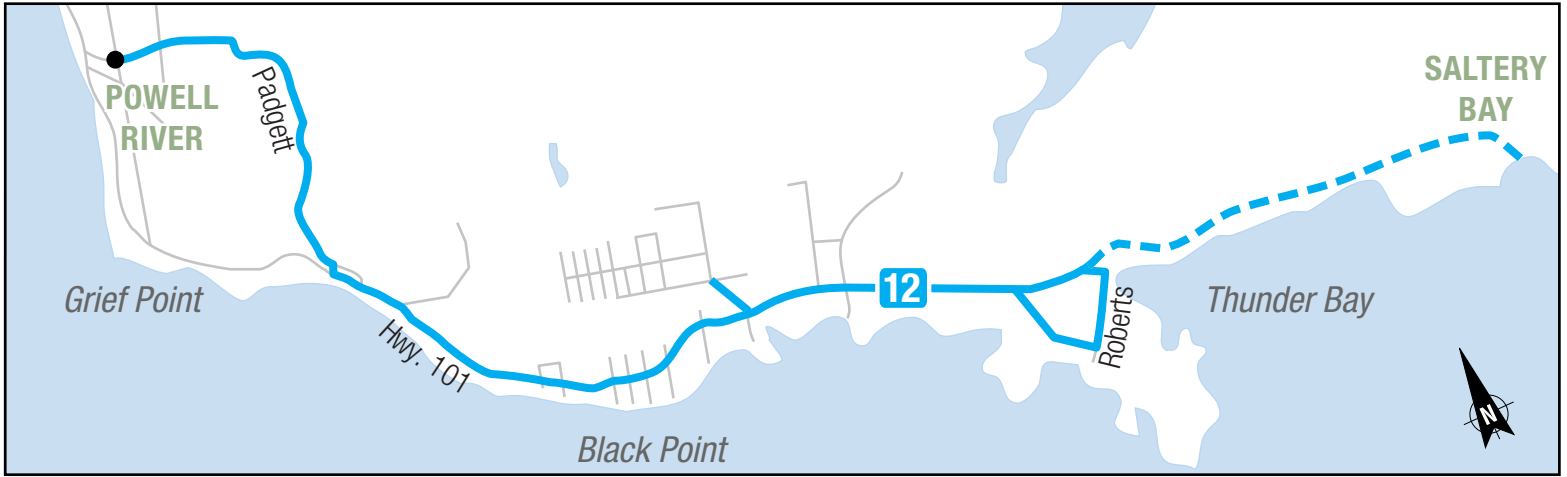 SALTERY
BAY
POWELL
RIVER
Padgett
Grief Point
12
Thunder Bay
Roberts
Hwy. 101
Black Point
N